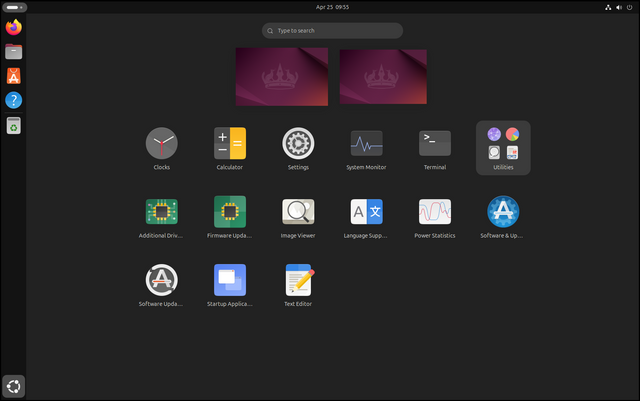 Apr 25 09:55
Type to search
Clocks
Calculator
Settings
System Monitor
Terminal
Utilities
Additional Driv...
Firmware Upda...
Image Viewer
Language Supp...
Power Statistics
Software & Up...
Software Upda...
Startup Applica...
Text Editor